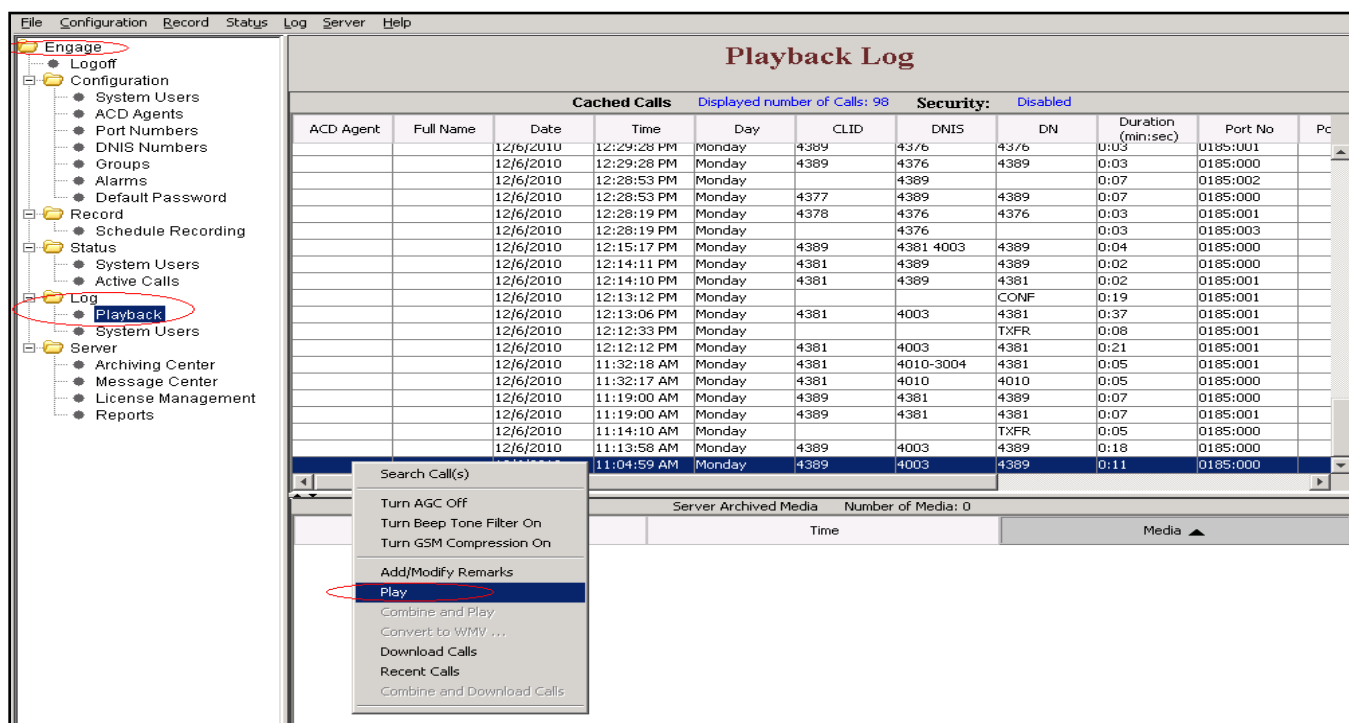 File Configuration Record Status Log Server Help
Engage
Logoff
Configuration
System Users
ACD Agents
Port Numbers
DNIS Numbers
Groups
Alarms
Default Password
Record
Schedule Recording
Status
System Users
Active Calls
Log
Playback
System Users
Server
Archiving Center
Message Center
License Management
Reports
Playback Log
Cached Calls Displayed number of Calls: 98 Security: Disabled
ACD Agent Full Name Date Time Day CLID DNIS DN Duration (min:sec) Port No
12/6/2010 12:29:28 PM Monday 4389 4376 4376 0:03 0185:001
12/6/2010 12:29:28 PM Monday 4389 4376 4389 0:03 0185:000
12/6/2010 12:28:53 PM Monday 4389 0:07 0185:002
12/6/2010 12:28:53 PM Monday 4377 4389 4389 0:07 0185:000
12/6/2010 12:28:19 PM Monday 4378 4376 4376 0:03 0185:001
12/6/2010 12:28:19 PM Monday 4376 0:03 0185:003
12/6/2010 12:15:17 PM Monday 4389 4381 4003 4389 0:04 0185:000
12/6/2010 12:14:11 PM Monday 4381 4389 4389 0:02 0185:000
12/6/2010 12:14:10 PM Monday 4381 4389 4381 0:02 0185:001
12/6/2010 12:13:12 PM Monday CONF 0:19 0185:001
12/6/2010 12:13:06 PM Monday 4381 4003 4381 0:37 0185:001
12/6/2010 12:12:33 PM Monday TXFR 0:08 0185:001
12/6/2010 12:12:12 PM Monday 4381 4003 4381 0:21 0185:001
12/6/2010 11:32:18 AM Monday 4381 4010-3004 4381 0:05 0185:001
12/6/2010 11:32:17 AM Monday 4381 4010 4010 0:05 0185:000
12/6/2010 11:19:00 AM Monday 4389 4381 4389 0:07 0185:000
12/6/2010 11:19:00 AM Monday 4389 4381 4381 0:07 0185:001
12/6/2010 11:14:10 AM Monday TXFR 0:05 0185:000
12/6/2010 11:13:58 AM Monday 4389 4003 4389 0:18 0185:000
11:04:59 AM Monday 4389 4003 4389 0:11 0185:000
Search Call(s)
Turn AGC Off
Turn Beep Tone Filter On
Turn GSM Compression On
Add/Modify Remarks
Play
Combine and Play
Convert to WMV ...
Download Calls
Recent Calls
Combine and Download Calls
Server Archived Media Number of Media: 0
Time Media